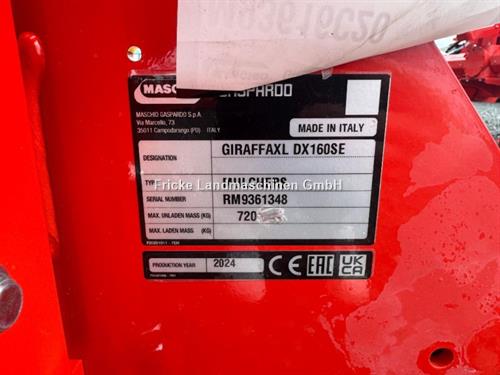 MASCHIO GASPARDO
MASCHIO GASPARDO S.p.A.
Via Marcello, 73
35011 Campodarsego (PD) ITALY
MADE IN ITALY
DESIGNATION GIRAFFAXL DX160SE
TYPE MULCHERS
Fricke Landmaschinen GmbH
SERIAL NUMBER RM9361348
MAX. UNLADEN MASS (KG) 720
MAX. LADEN MASS (KG)
PRODUCTION YEAR 2024
CE EAC UK CA